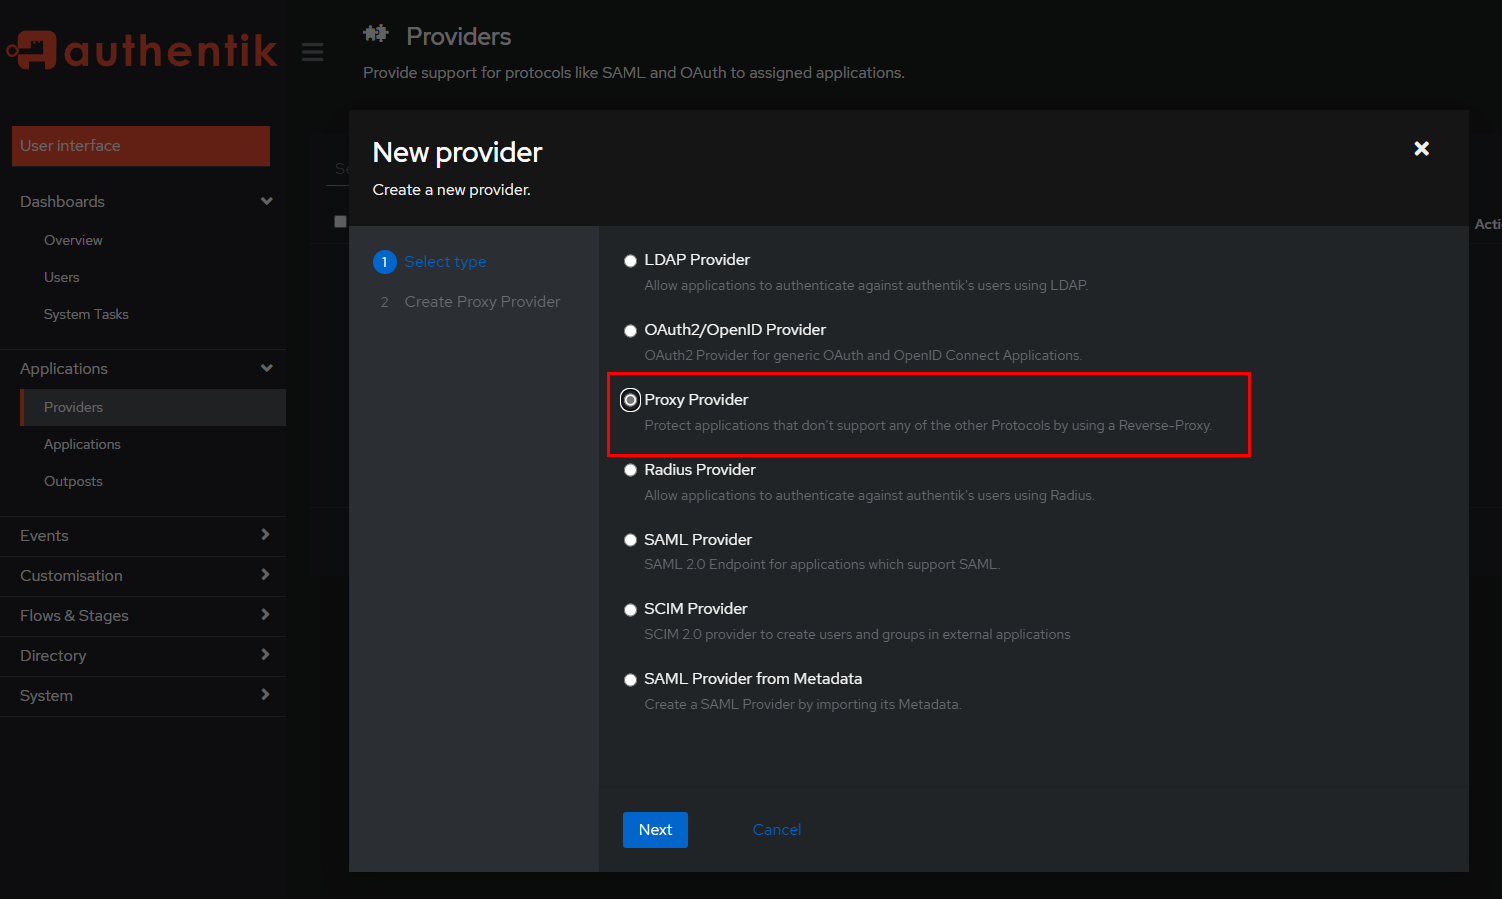 authentik
Providers
Provide support for protocols like SAML and OAuth to assigned applications.
User interface
Dashboards
Overview
Users
System Tasks
Applications
Providers
Applications
Outposts
Events
Customisation
Flows & Stages
Directory
System
New provider
Create a new provider.
1 Select type
2 Create Proxy Provider
LDAP Provider
Allow applications to authenticate against authentik's users using LDAP.
OAuth2/OpenID Provider
OAuth2 Provider for generic OAuth and OpenID Connect Applications.
Proxy Provider
Protect applications that don't support any of the other Protocols by using a Reverse-Proxy.
Radius Provider
Allow applications to authenticate against authentik's users using Radius.
SAML Provider
SAML 2.0 Endpoint for applications which support SAML.
SCIM Provider
SCIM 2.0 provider to create users and groups in external applications
SAML Provider from Metadata
Create a SAML Provider by importing its Metadata.
Next
Cancel